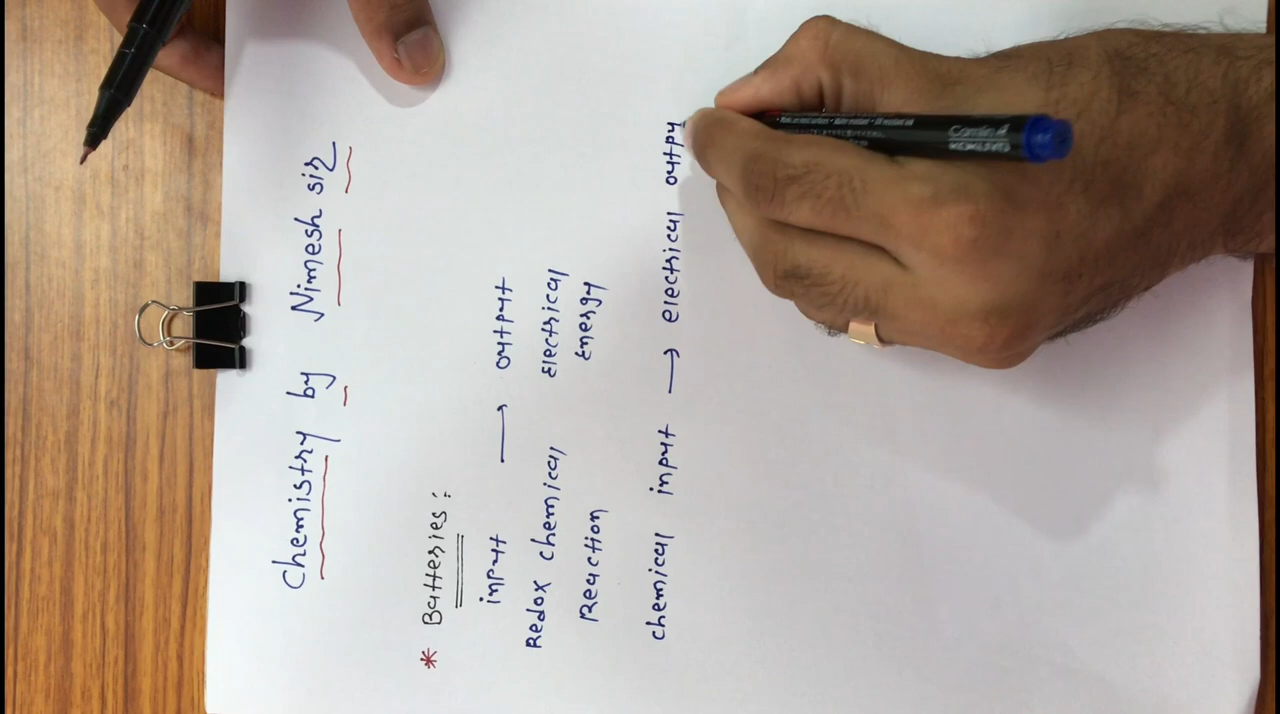 Chemistry by Nimesh sir
* Batteries:
input → output
Redox chemical Electrical
Reaction Energy
chemical input → electrical outpu
Camlin
KOKUYO